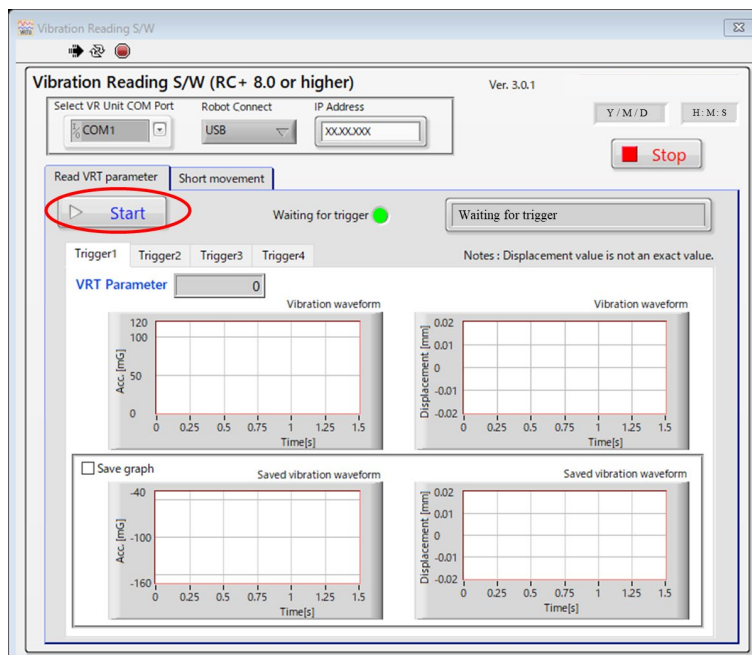 Vibration Reading S/W
Vibration Reading S/W (RC+ 8.0 or higher)
Ver. 3.0.1
Select VR Unit COM Port
Robot Connect
IP Address
COM1
USB
XXXXXXX
Y / M / D
H : M : S
Stop
Read VRT parameter
Short movement
Start
Waiting for trigger
Waiting for trigger
Trigger1
Trigger2
Trigger3
Trigger4
Notes : Displacement value is not an exact value.
VRT Parameter
0
Vibration waveform
Acc. [mG]
120
100
50
0
0 0.25 0.5 0.75 1 1.25 1.5
Time[s]
Vibration waveform
Displacement [mm]
0.02
0.01
0
-0.01
-0.02
0 0.25 0.5 0.75 1 1.25 1.5
Time[s]
Save graph
Saved vibration waveform
Acc. [mG]
-40
-100
-160
0 0.25 0.5 0.75 1 1.25 1.5
Time[s]
Saved vibration waveform
Displacement [mm]
0.02
0.01
0
-0.01
-0.02
0 0.25 0.5 0.75 1 1.25 1.5
Time[s]